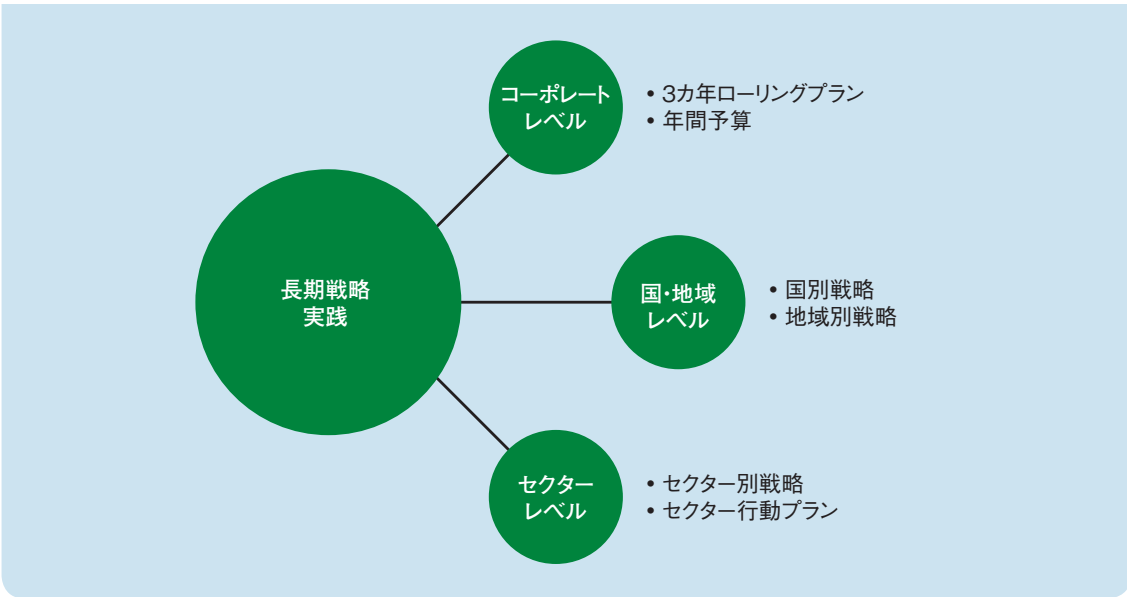 コーポレート
レベル
• 3カ年ローリングプラン
• 年間予算
長期戦略
実践
国・地域
レベル
• 国別戦略
• 地域別戦略
セクター
レベル
• セクター別戦略
• セクター行動プラン